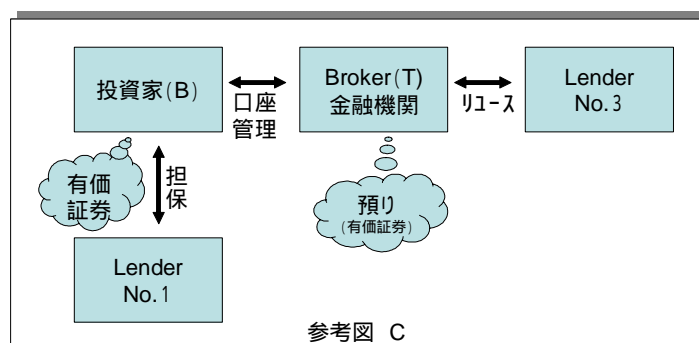 投資家(B)
口座
管理
Broker(T)
金融機関
リユース
Lender
No.3
有価
証券
担
保
預り
(有価証券)
Lender
No.1
参考図 C